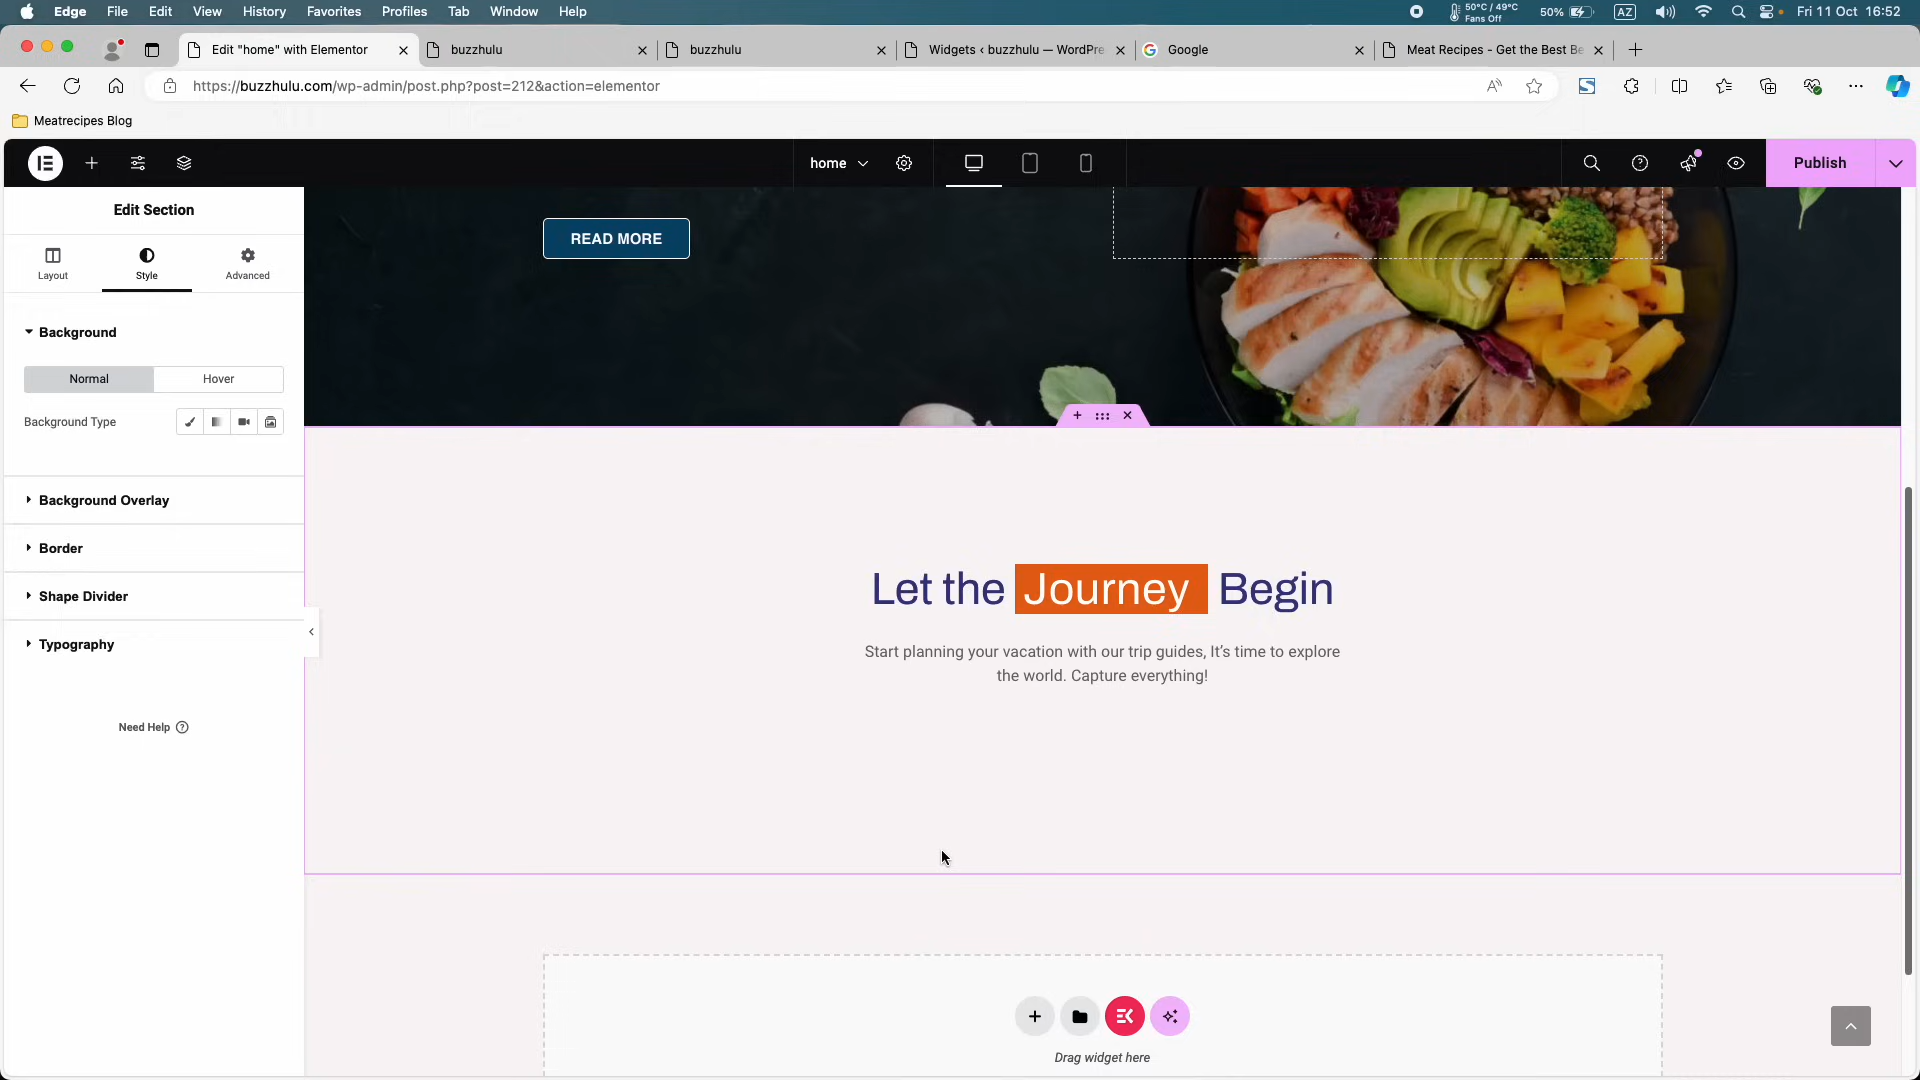 Edge File Edit View History Favorites Profiles Tab Window Help
50°C / 49°C
Fans Off
50%
AZ
Fri 11 Oct 16:52
Edit "home" with Elementor
buzzhulu
buzzhulu
Widgets ‹ buzzhulu — WordPre
Google
Meat Recipes - Get the Best Be
https://buzzhulu.com/wp-admin/post.php?post=212&action=elementor
Meatrecipes Blog
home
Publish
Edit Section
Layout
Style
Advanced
Background
Normal
Hover
Background Type
Background Overlay
Border
Shape Divider
Typography
Need Help
READ MORE
Let the Journey Begin
Start planning your vacation with our trip guides, It's time to explore
the world. Capture everything!
Drag widget here